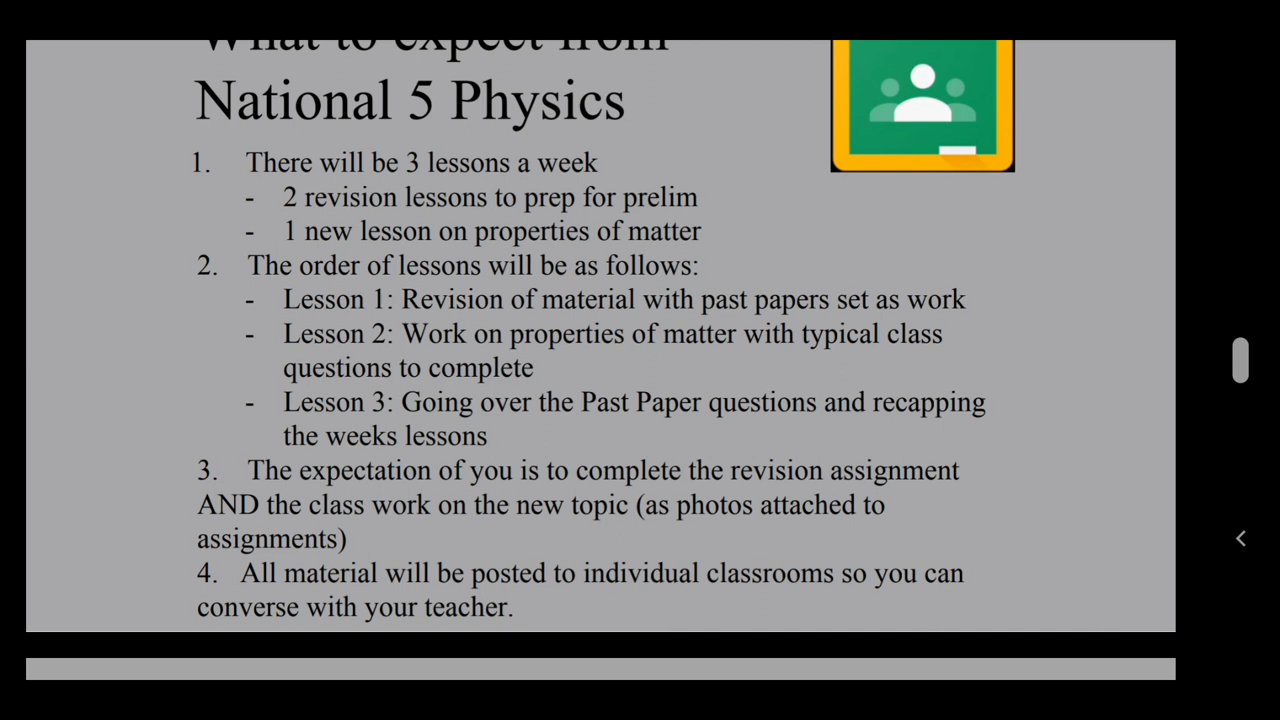 What to expect from
National 5 Physics
1. There will be 3 lessons a week
- 2 revision lessons to prep for prelim
- 1 new lesson on properties of matter
2. The order of lessons will be as follows:
- Lesson 1: Revision of material with past papers set as work
- Lesson 2: Work on properties of matter with typical class
questions to complete
- Lesson 3: Going over the Past Paper questions and recapping
the weeks lessons
3. The expectation of you is to complete the revision assignment
AND the class work on the new topic (as photos attached to
assignments)
4. All material will be posted to individual classrooms so you can
converse with your teacher.